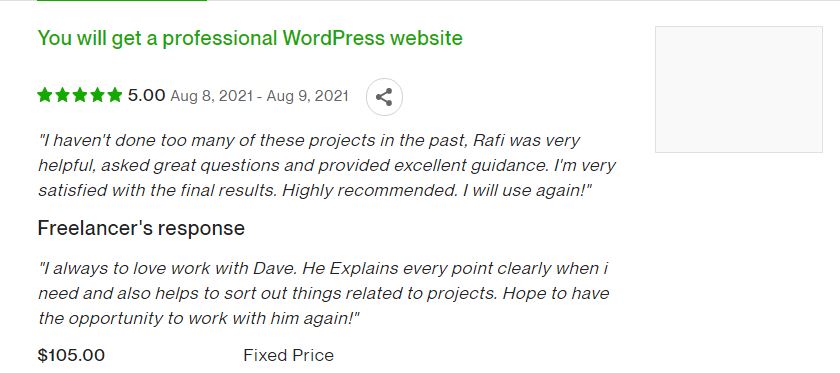 You will get a professional WordPress website
5.00 Aug 8, 2021 - Aug 9, 2021
"I haven't done too many of these projects in the past, Rafi was very
helpful, asked great questions and provided excellent guidance. I'm very
satisfied with the final results. Highly recommended. I will use again!"
Freelancer's response
"I always to love work with Dave. He Explains every point clearly when i
need and also helps to sort out things related to projects. Hope to have
the opportunity to work with him again!"
$105.00 Fixed Price